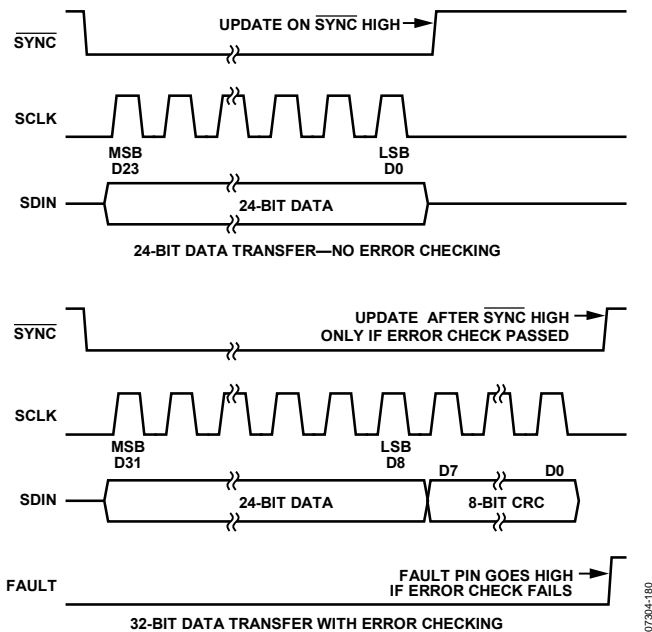 UPDATE ON SYNC HIGH
SYNC
SCLK
MSB
D23
LSB
D0
SDIN
24-BIT DATA
24-BIT DATA TRANSFER—NO ERROR CHECKING
UPDATE AFTER SYNC HIGH
ONLY IF ERROR CHECK PASSED
SYNC
SCLK
MSB
D31
LSB
D8
D7
D0
SDIN
24-BIT DATA
8-BIT CRC
FAULT
FAULT PIN GOES HIGH
IF ERROR CHECK FAILS
32-BIT DATA TRANSFER WITH ERROR CHECKING
07304-180